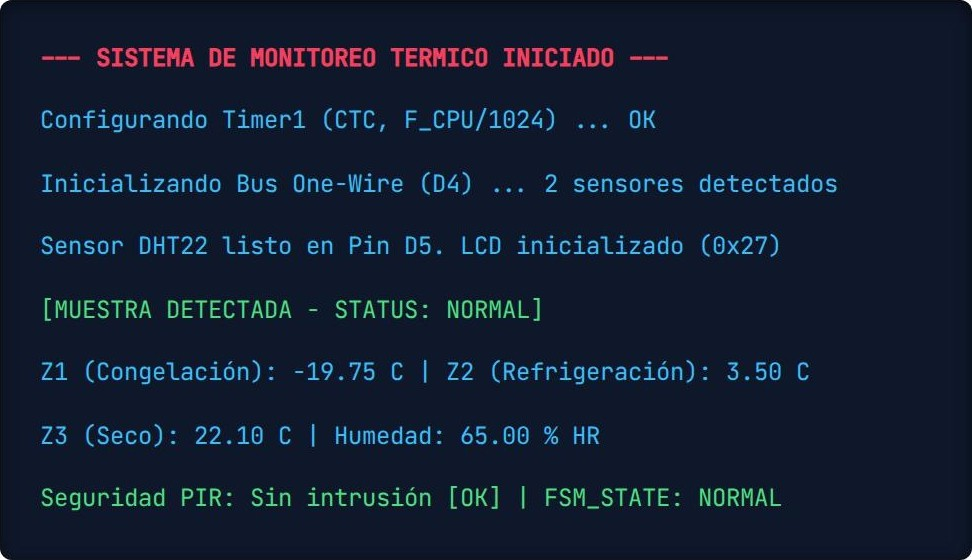 --- SISTEMA DE MONITOREO TERMICO INICIADO ---
Configurando Timer1 (CTC, F_CPU/1024) ... OK
Inicializando Bus One-Wire (D4) ... 2 sensores detectados
Sensor DHT22 listo en Pin D5. LCD inicializado (0x27)
[MUESTRA DETECTADA - STATUS: NORMAL]
Z1 (Congelación): -19.75 C | Z2 (Refrigeración): 3.50 C
Z3 (Seco): 22.10 C | Humedad: 65.00 % HR
Seguridad PIR: Sin intrusión [OK] | FSM_STATE: NORMAL